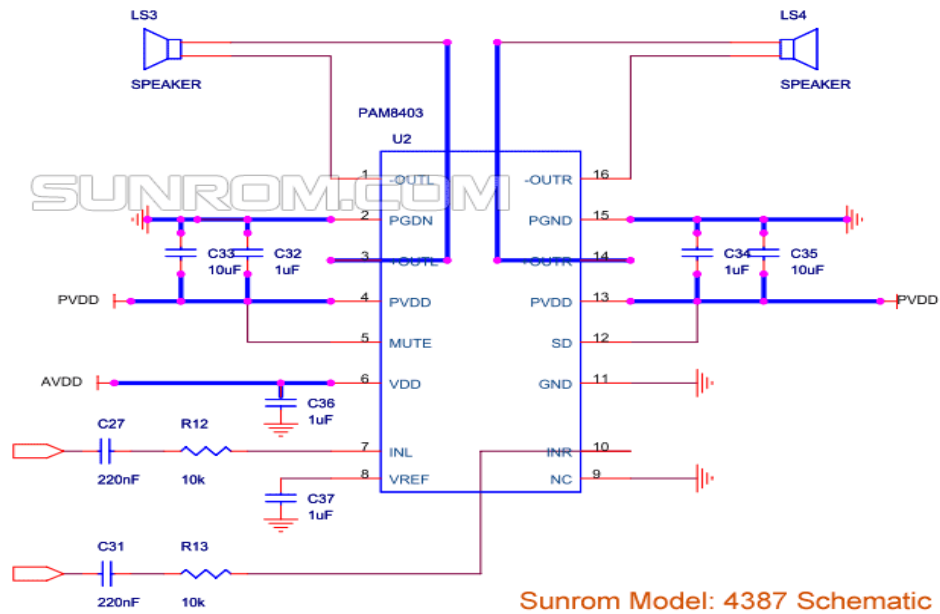 LS3
LS4
SPEAKER
SPEAKER
PAM8403
U2
SUNROM.COM
1 -OUTL -OUTR 16
2 PGDN PGND 15
3 +OUTL +OUTR 14
C33 C32 C34 C35
10uF 1uF 1uF 10uF
PVDD 4 PVDD PVDD 13 PVDD
5 MUTE SD 12
AVDD 6 VDD GND 11
C36
1uF
C27 R12
7 INL INR 10
220nF 10k 8 VREF NC 9
C37
1uF
C31 R13
220nF 10k
Sunrom Model: 4387 Schematic